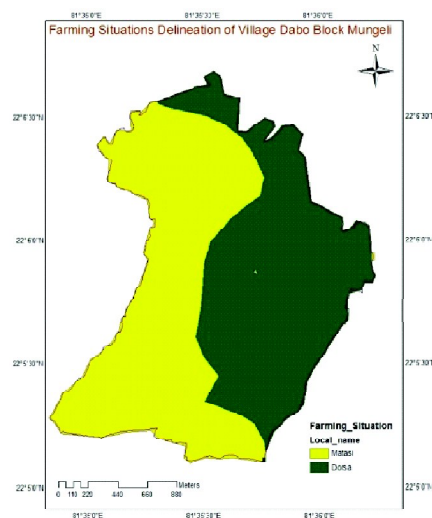 81°35'0"E 81°35'30"E 81°36'0"E
Farming Situations Delineation of Village Dabo Block Mungeli
N
22°6'30"N 22°6'30"N
22°6'0"N 22°6'0"N
22°5'30"N 22°5'30"N
Farming_Situation
Local_name
Matasi
Dorsa
Meters
0 110 220 440 660 880
22°5'0"N 22°5'0"N
81°35'0"E 81°35'30"E 81°36'0"E